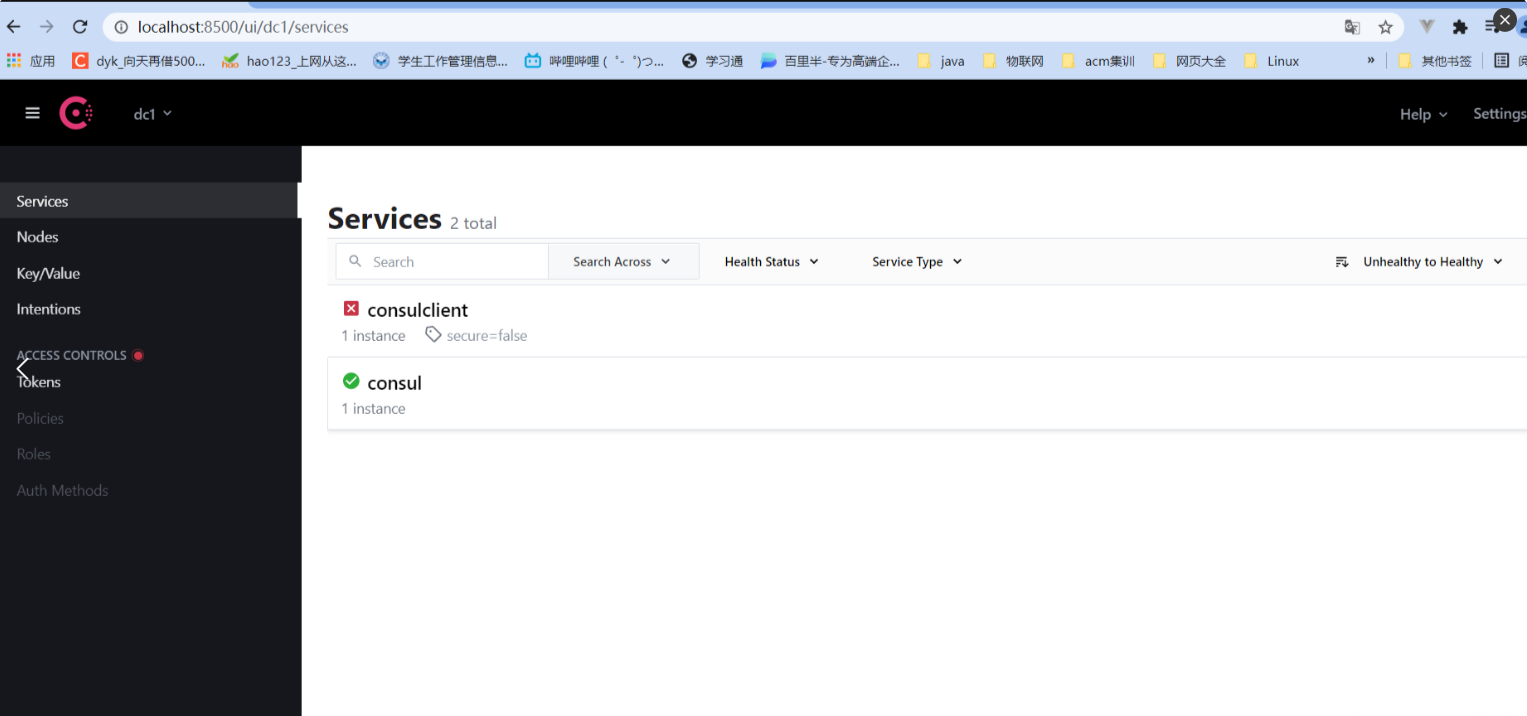 localhost:8500/ui/dc1/services
应用 dyk_向天再借500... hao123_上网从这... 学生工作管理信息... 哔哩哔哩 (゜-゜)つ... 学习通 百里半-专为高端企... java 物联网 acm集训 网页大全 Linux » 其他书签
dc1 Help Settings
Services
Nodes
Key/Value
Intentions
ACCESS CONTROLS
Tokens
Policies
Roles
Auth Methods
Services 2 total
Search Search Across Health Status Service Type Unhealthy to Healthy
consulclient
1 instance secure=false
consul
1 instance